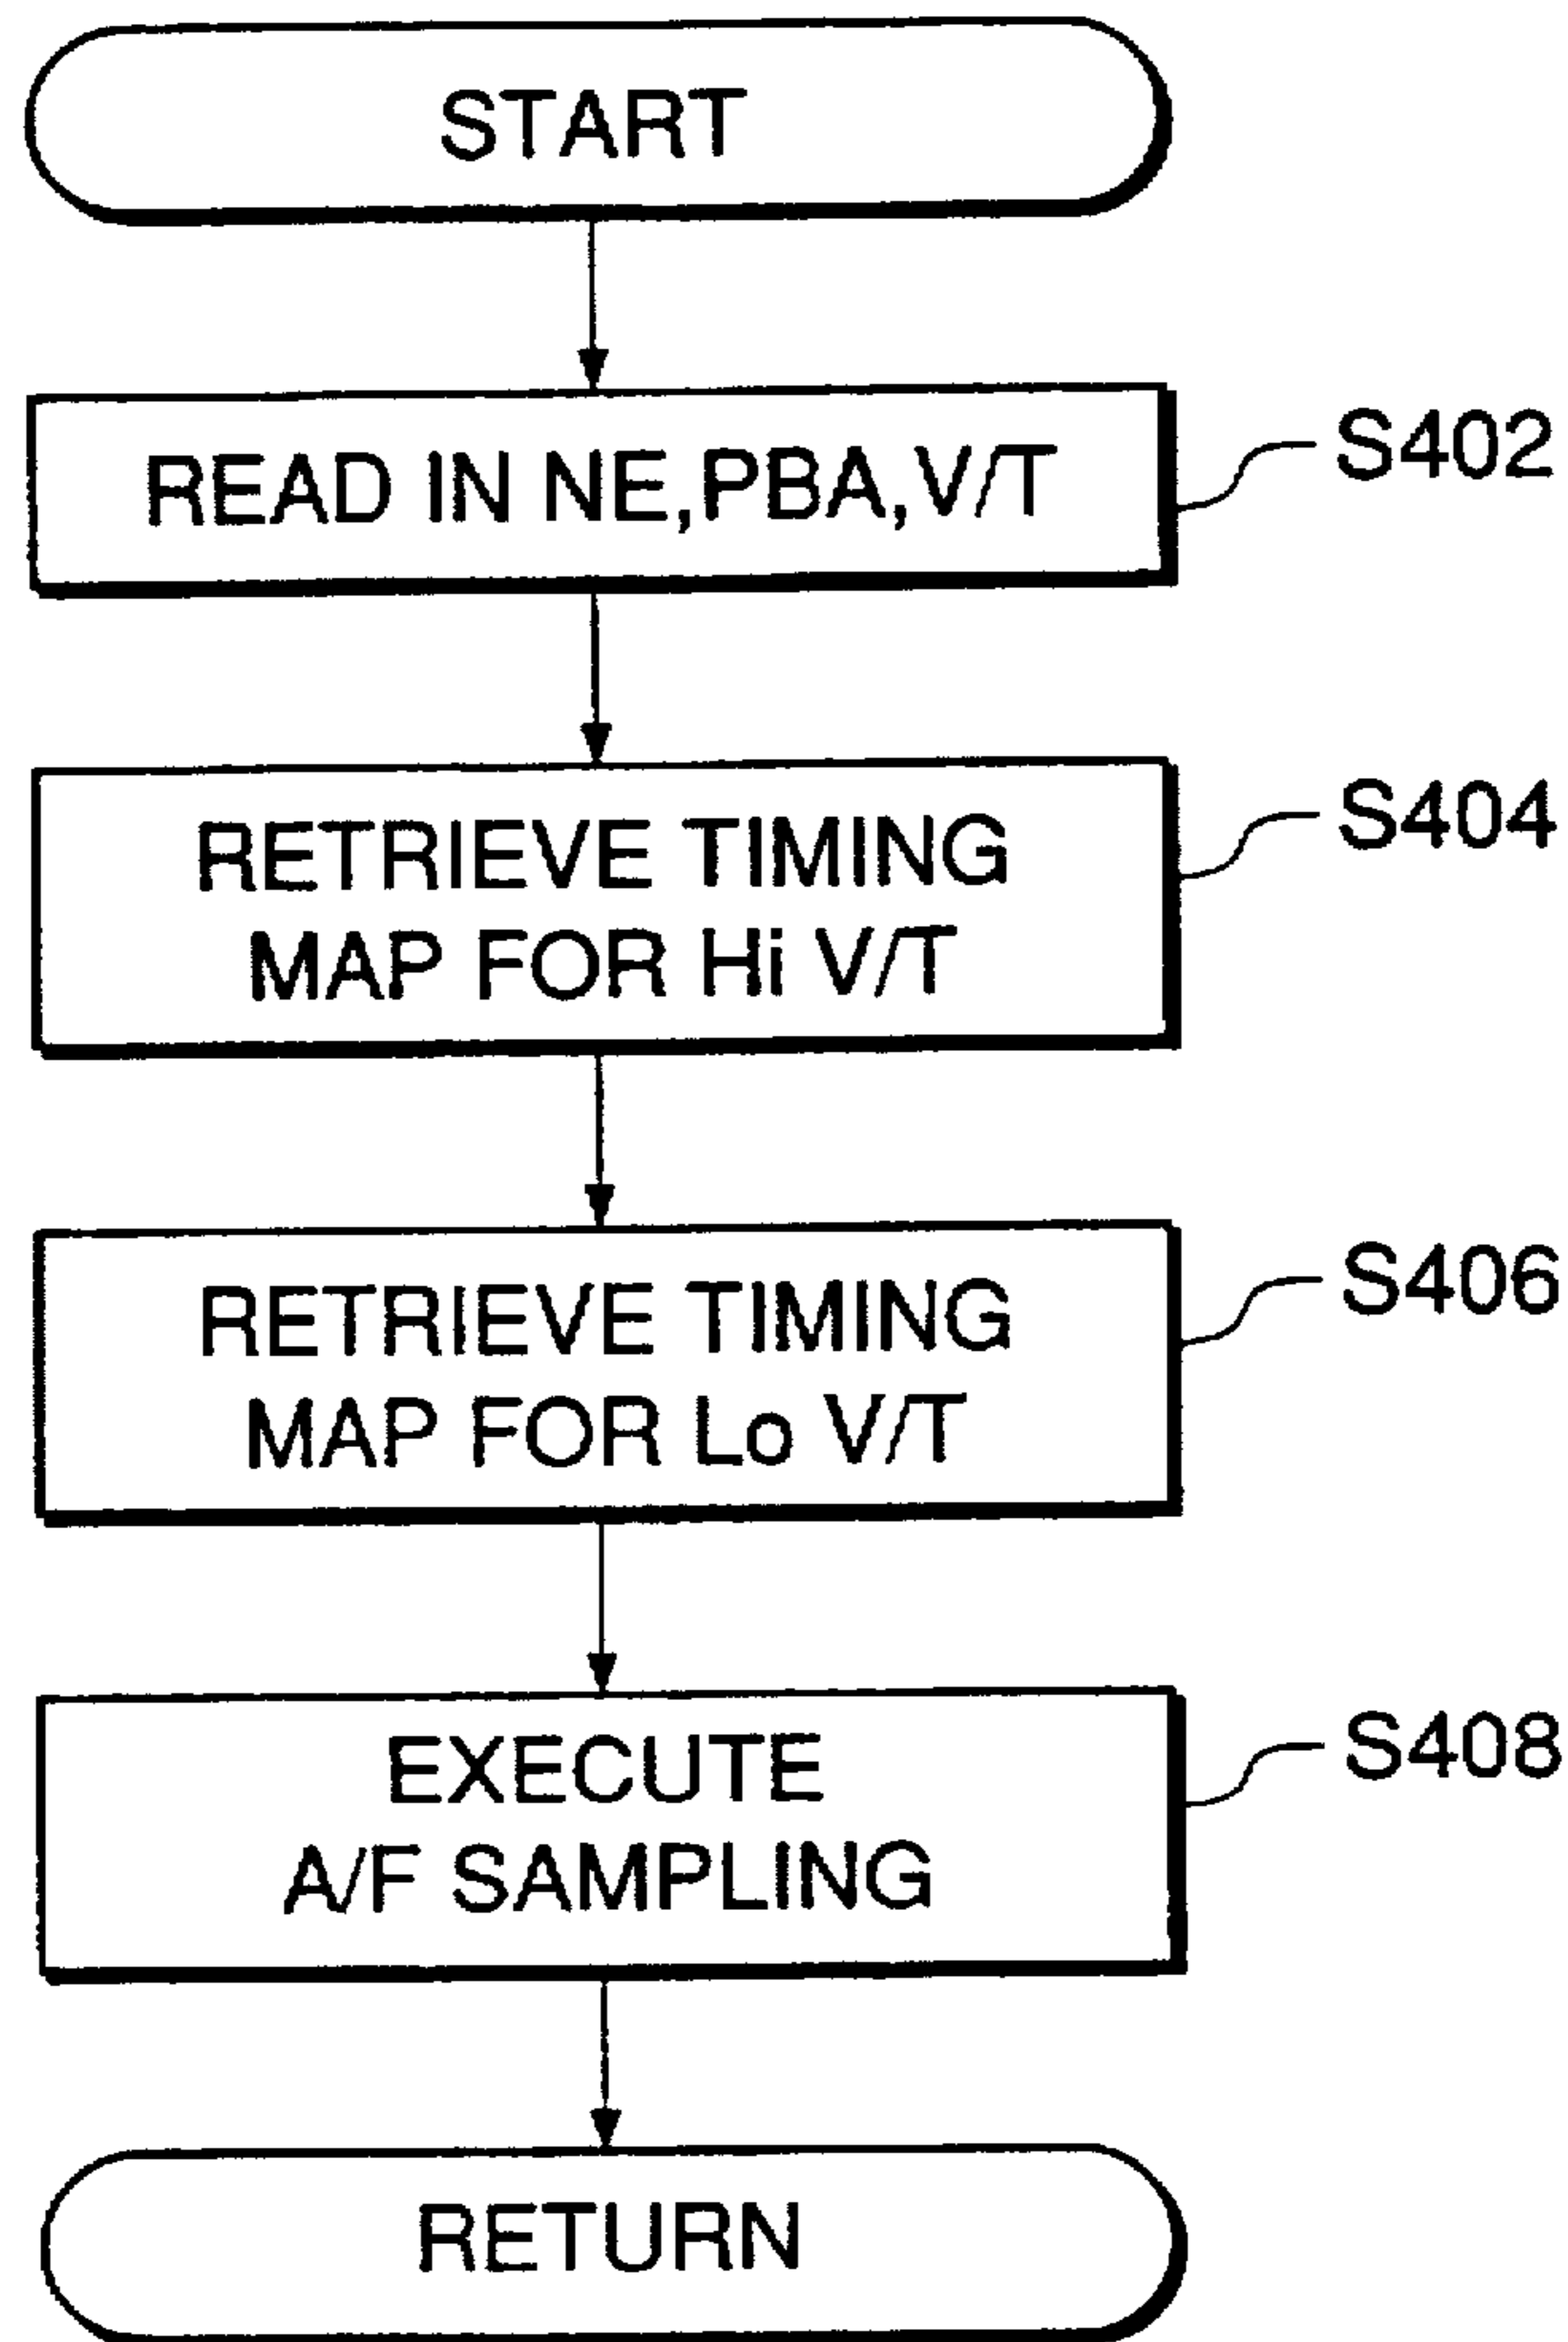 START
READ IN NE,PBA,V/T
S402
RETRIEVE TIMING
MAP FOR Hi V/T
S404
RETRIEVE TIMING
MAP FOR Lo V/T
S406
EXECUTE
A/F SAMPLING
S408
RETURN